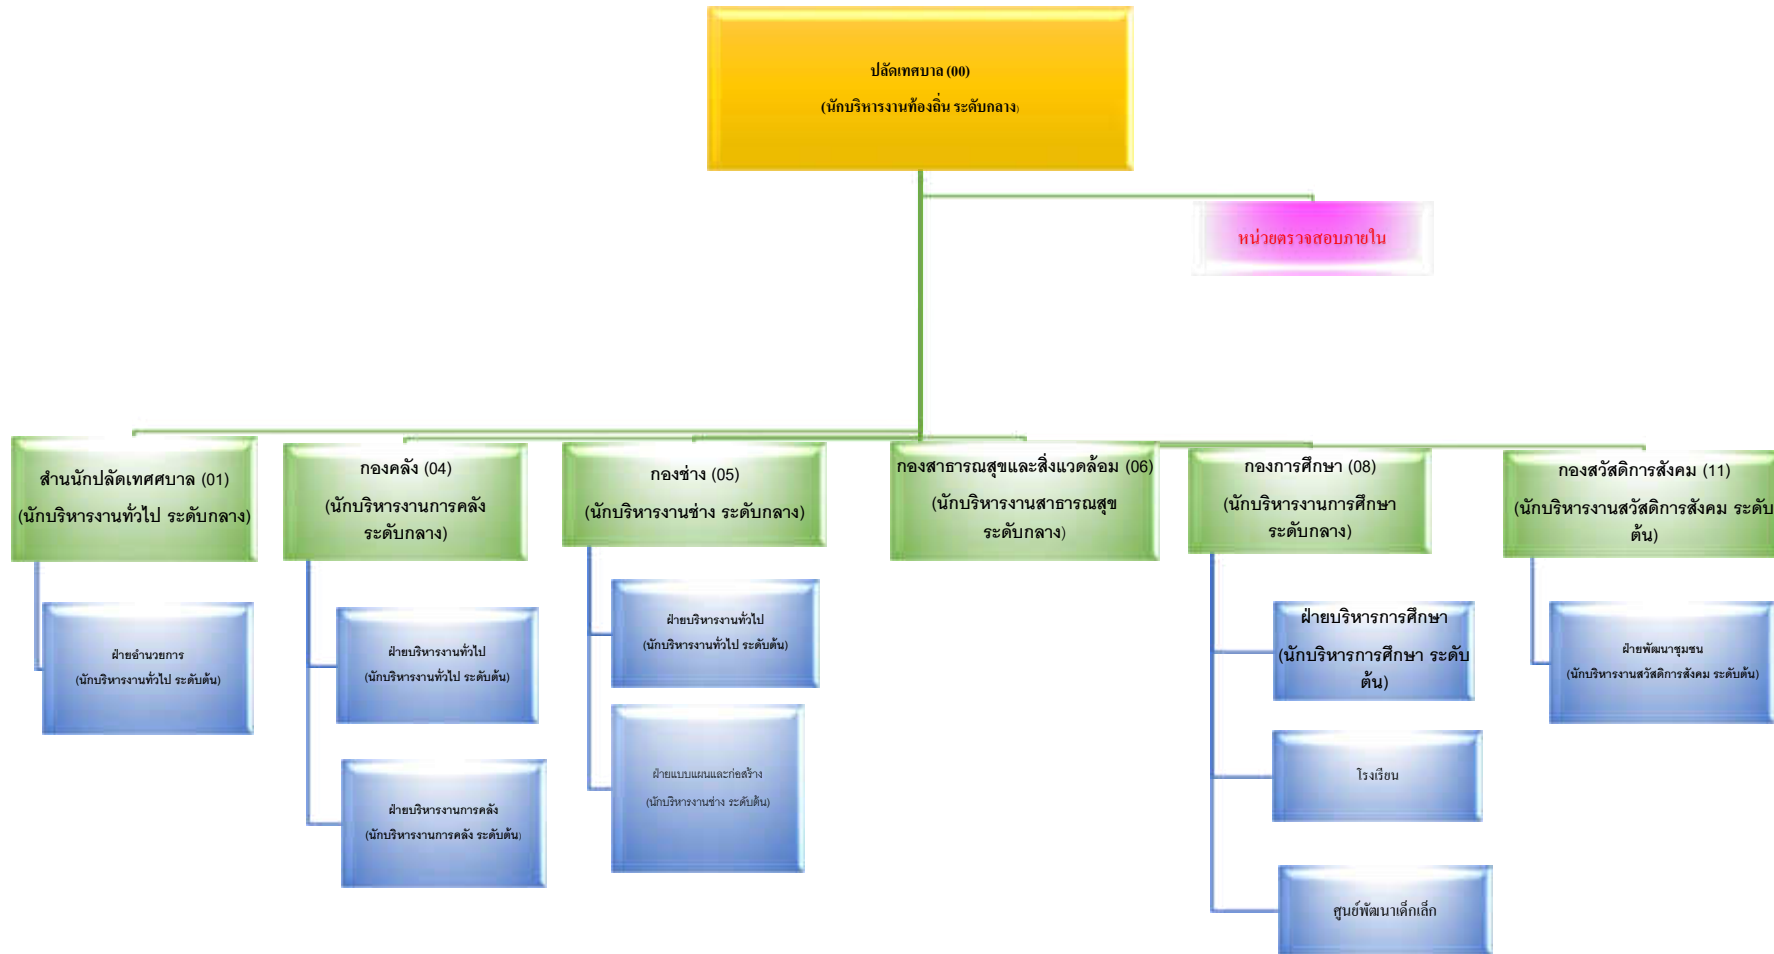 ปลัดเทศบาล (00)
(นักบริหารงานท้องถิ่น ระดับกลาง)
หน่วยตรวจสอบภายใน
สำนนักปลัดเทศศบาล (01)
(นักบริหารงานทั่วไป ระดับกลาง)
กองคลัง (04)
(นักบริหารงานการคลัง
ระดับกลาง)
กองช่าง (05)
(นักบริหารงานช่าง ระดับกลาง)
กองสาธารณสุขและสิ่งแวดล้อม (06)
(นักบริหารงานสาธารณสุข
ระดับกลาง)
กองการศึกษา (08)
(นักบริหารงานการศึกษา
ระดับกลาง)
กองสวัสดิการสังคม (11)
(นักบริหารงานสวัสดิการสังคม ระดับ
ต้น)
ฝ่ายอำนวยการ
(นักบริหารงานทั่วไป ระดับต้น)
ฝ่ายบริหารงานทั่วไป
(นักบริหารงานทั่วไป ระดับต้น)
ฝ่ายบริหารงานการคลัง
(นักบริหารงานการคลัง ระดับต้น)
ฝ่ายบริหารงานทั่วไป
(นักบริหารงานทั่วไป ระดับต้น)
ฝ่ายแบบแผนและก่อสร้าง
(นักบริหารงานช่าง ระดับต้น)
ฝ่ายบริหารการศึกษา
(นักบริหารการศึกษา ระดับ
ต้น)
โรงเรียน
ศูนย์พัฒนาเด็กเล็ก
ฝ่ายพัฒนาชุมชน
(นักบริหารงานสวัสดิการสังคม ระดับต้น)